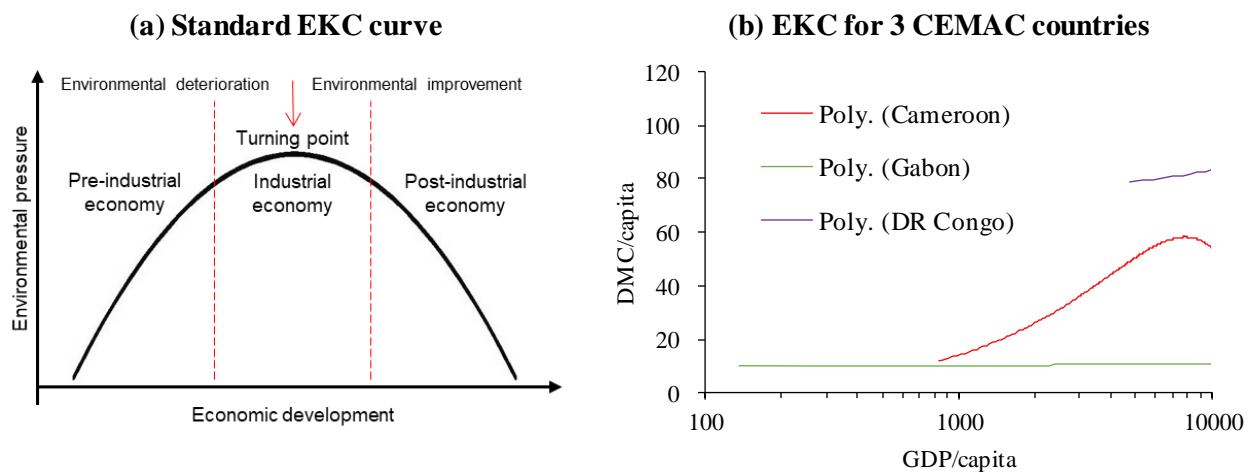 (a) Standard EKC curve
Environmental deterioration
Environmental improvement
Turning point
Pre-industrial
economy
Industrial
economy
Post-industrial
economy
Environmental pressure
Economic development
(b) EKC for 3 CEMAC countries
120
100
80
60
40
20
0
DMC/capita
Poly. (Cameroon)
Poly. (Gabon)
Poly. (DR Congo)
100
1000
10000
GDP/capita